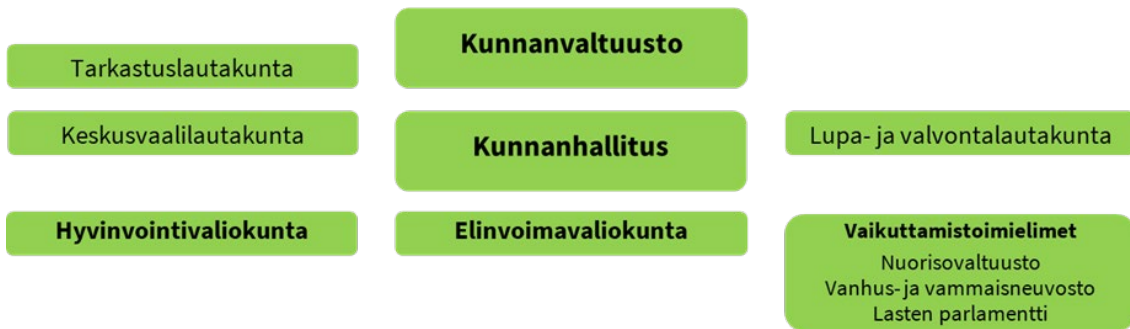 Kunnanvaltuusto
Tarkastuslautakunta
Keskusvaalilautakunta
Kunnanhallitus
Lupa- ja valvontalautakunta
Hyvinvointivaliokunta
Elinvoimavaliokunta
Vaikuttamistoimielimet
Nuorisovaltuusto
Vanhus- ja vammaisneuvosto
Lasten parlamentti